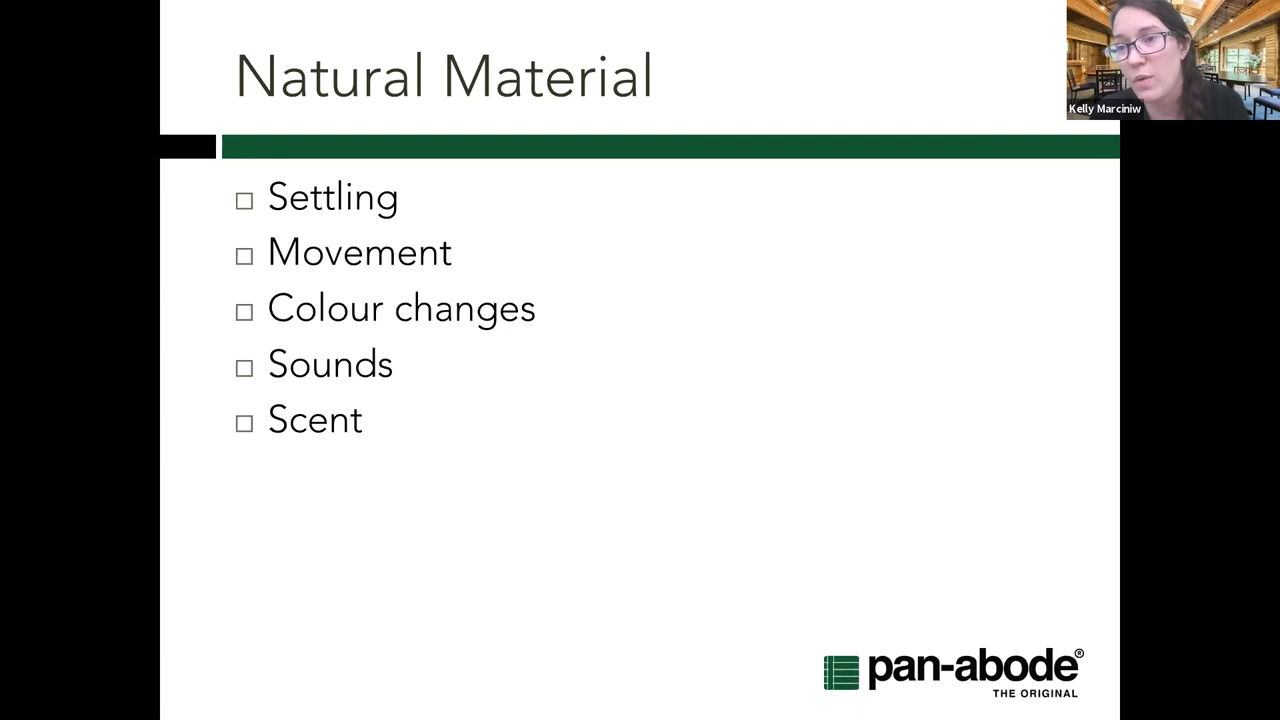 Natural Material
Kelly Marciniw
Settling
Movement
Colour changes
Sounds
Scent
pan-abode®
THE ORIGINAL